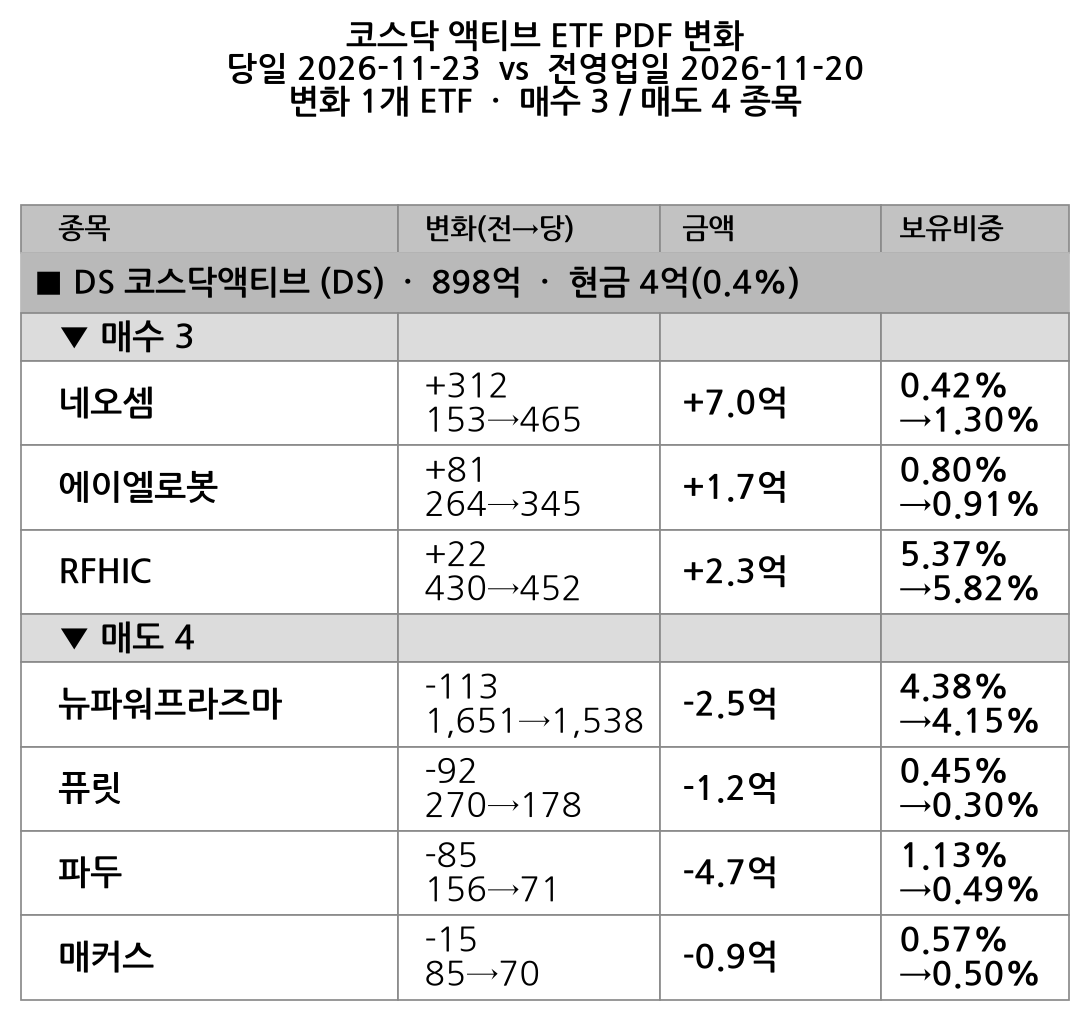 코스닥 액티브 ETF PDF 변화
당일 2026-11-23 vs 전영업일 2026-11-20
변화 1개 ETF · 매수 3 / 매도 4 종목
종목 변화(전→당) 금액 보유비중
■ DS 코스닥액티브 (DS) · 898억 · 현금 4억(0.4%)
▼ 매수 3
네오셈 +312 153→465 +7.0억 0.42% →1.30%
에이엘로봇 +81 264→345 +1.7억 0.80% →0.91%
RFHIC +22 430→452 +2.3억 5.37% →5.82%
▼ 매도 4
뉴파워프라즈마 -113 1,651→1,538 -2.5억 4.38% →4.15%
퓨릿 -92 270→178 -1.2억 0.45% →0.30%
파두 -85 156→71 -4.7억 1.13% →0.49%
매커스 -15 85→70 -0.9억 0.57% →0.50%